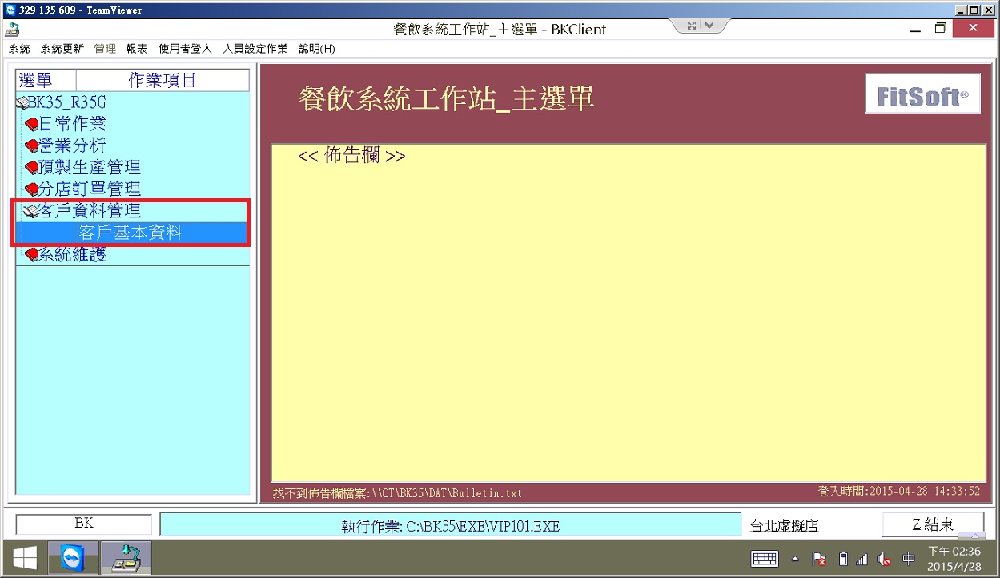 329 135 689 - TeamViewer
餐飲系統工作站_主選單 - BKClient
系統 系統更新 管理 報表 使用者登入 人員設定作業 說明(H)
選單 作業項目
BK35_R35G
日常作業
營業分析
預製生產管理
分店訂單管理
客戶資料管理
客戶基本資料
系統維護
餐飲系統工作站_主選單
FitSoft®
<< 佈告欄 >>
找不到佈告欄檔案:\\CT\BK35\DAT\Bulletin.txt
登入時間:2015-04-28 14:33:52
BK
執行作業: C:\BK35\EXE\VIP101.EXE
台北虛擬店
Z 結束
中
下午 02:36
2015/4/28